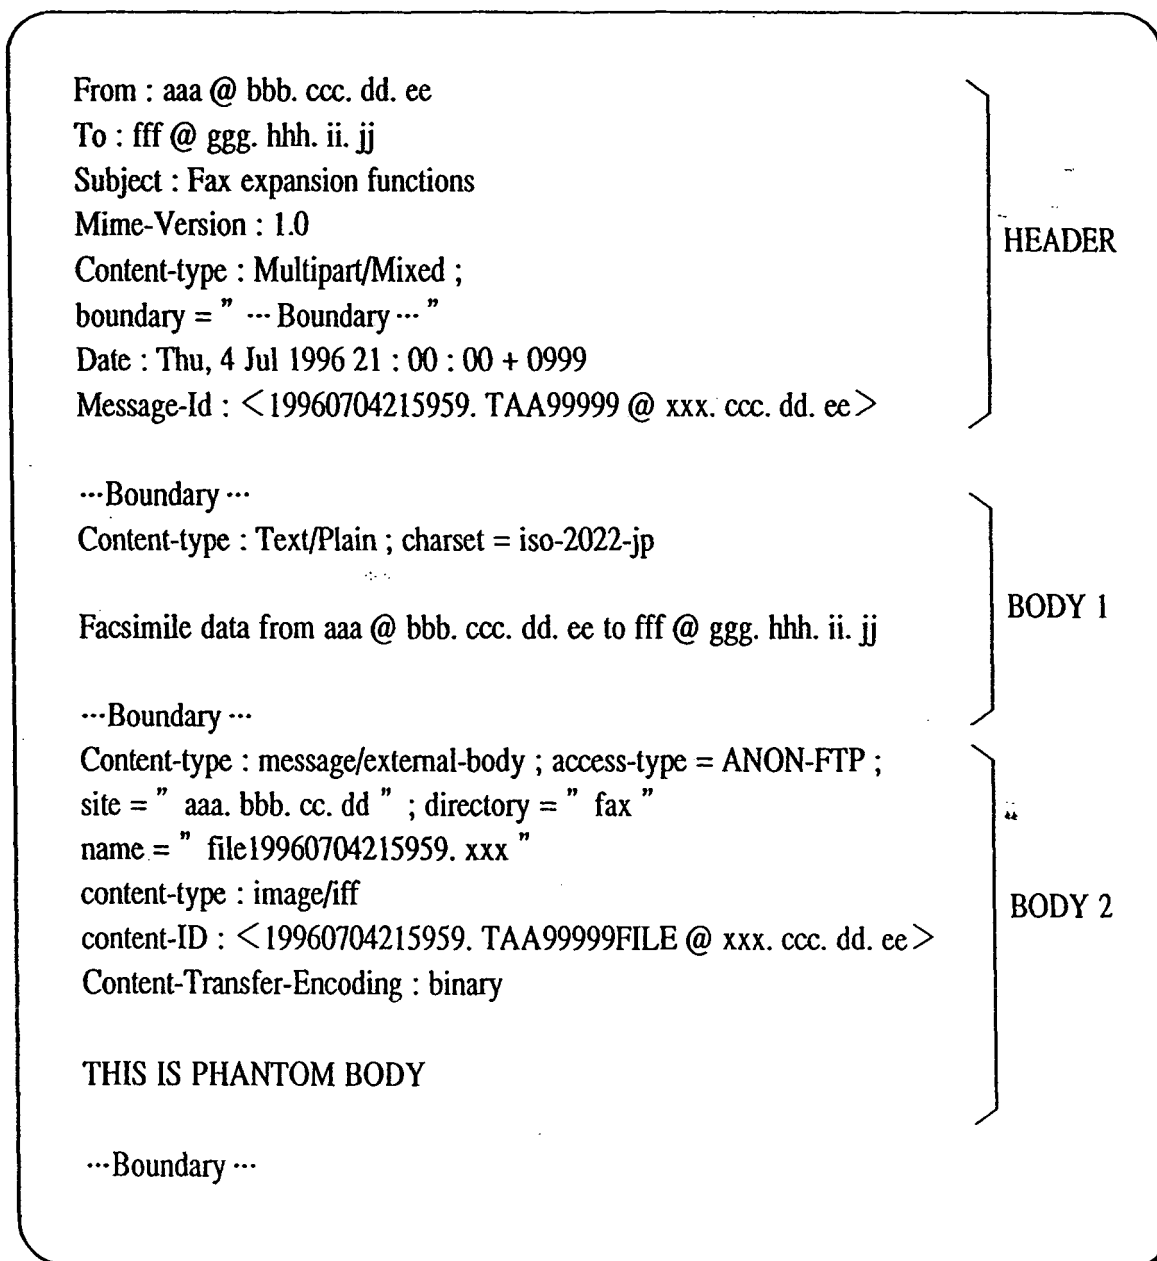 From : aaa @ bbb. ccc. dd. ee
To : fff @ ggg. hhh. ii. jj
Subject : Fax expansion functions
Mime-Version : 1.0
Content-type : Multipart/Mixed ;
boundary = " ··· Boundary ··· "
Date : Thu, 4 Jul 1996 21 : 00 : 00 + 0999
Message-Id : <19960704215959. TAA99999 @ xxx. ccc. dd. ee>
HEADER
···Boundary ···
Content-type : Text/Plain ; charset = iso-2022-jp
Facsimile data from aaa @ bbb. ccc. dd. ee to fff @ ggg. hhh. ii. jj
BODY 1
···Boundary ···
Content-type : message/external-body ; access-type = ANON-FTP ;
site = " aaa. bbb. cc. dd " ; directory = " fax "
name = " file19960704215959. xxx "
content-type : image/iff
content-ID : <19960704215959. TAA99999FILE @ xxx. ccc. dd. ee>
Content-Transfer-Encoding : binary
THIS IS PHANTOM BODY
BODY 2
···Boundary ···